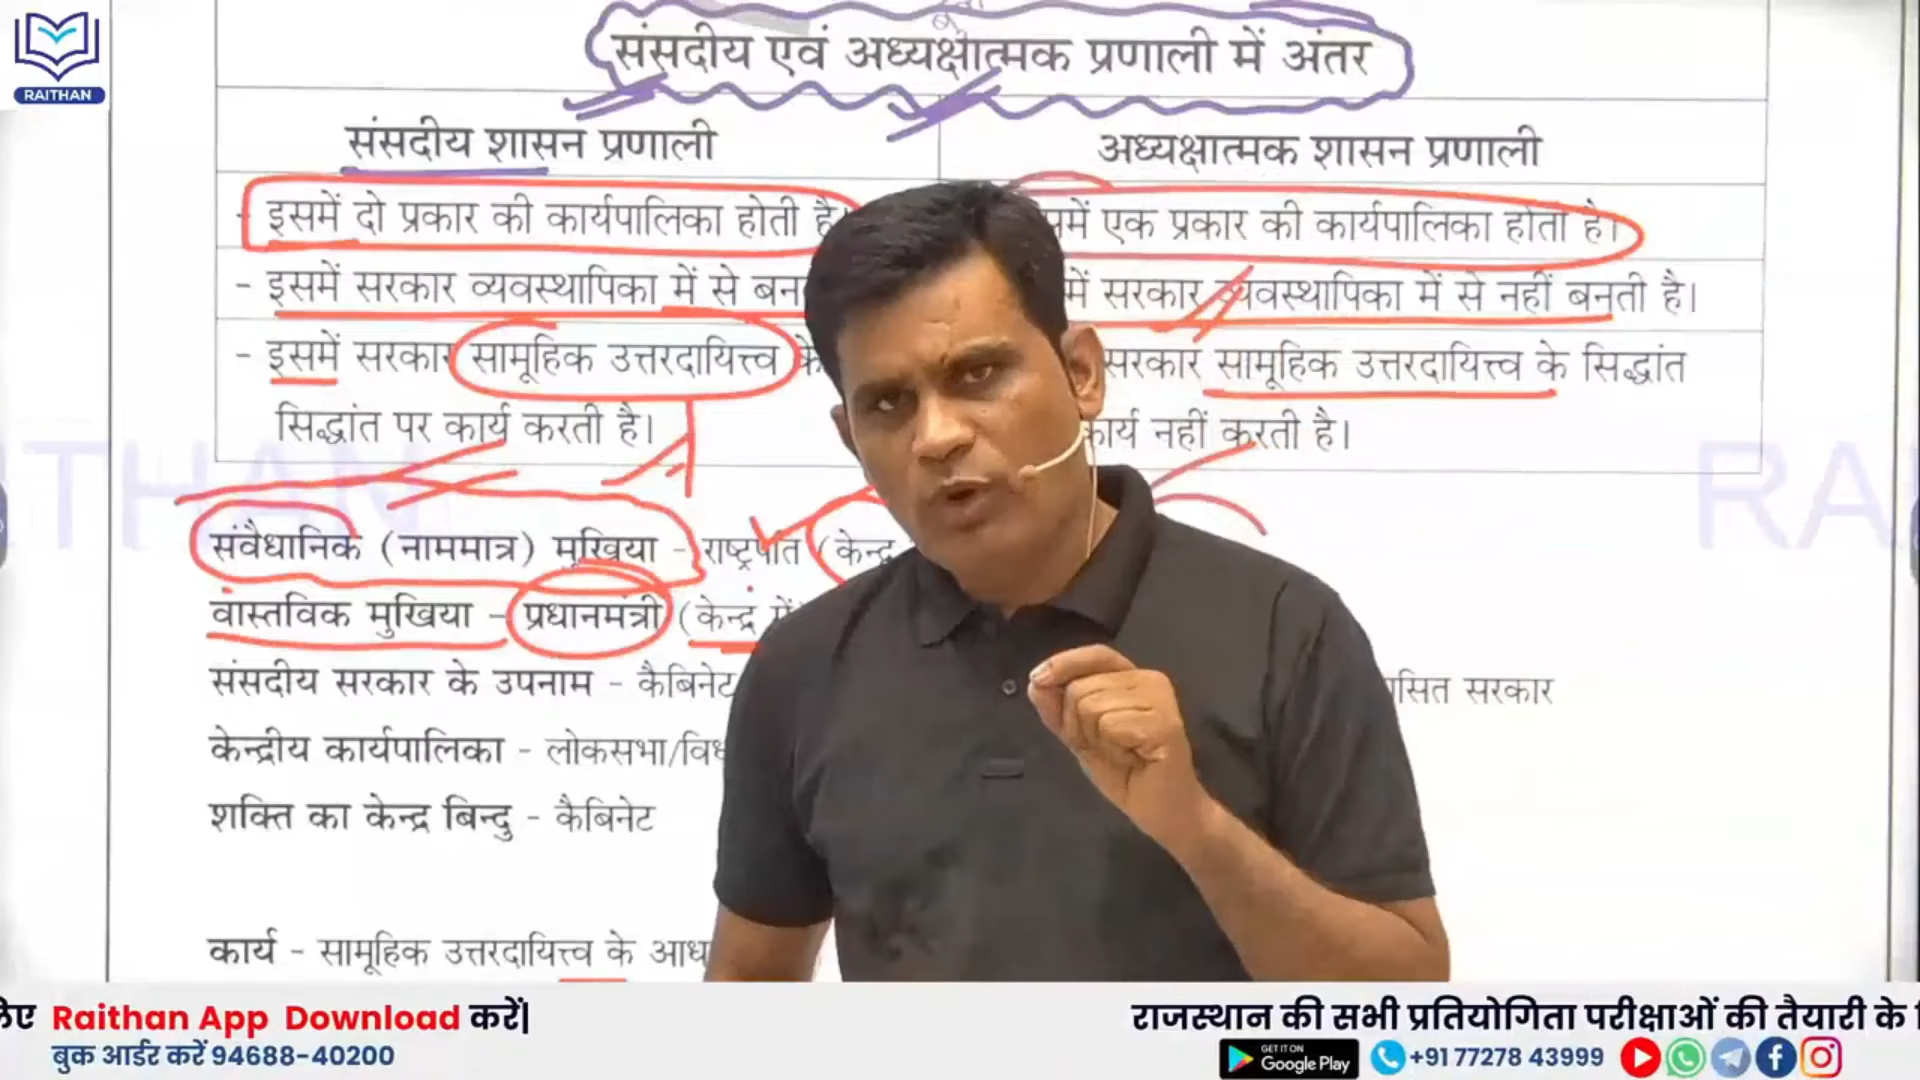 RAITHAN
संसदीय एवं अध्यक्षात्मक प्रणाली में अंतर
संसदीय शासन प्रणाली
अध्यक्षात्मक शासन प्रणाली
- इसमें दो प्रकार की कार्यपालिका होती है।
एक प्रकार की कार्यपालिका होती है।
- इसमें सरकार व्यवस्थापिका में से
सरकार व्यवस्थापिका में से नहीं बनती है।
- इसमें सरकार सामूहिक उत्तरदायित्त्व के
सिद्धांत पर कार्य करती है।
सरकार सामूहिक उत्तरदायित्त्व के सिद्धांत
कार्य नहीं करती है।
संवैधानिक (नाममात्र) मुखिया - राष्ट्रपति (केन्द्र
वास्तविक मुखिया - प्रधानमंत्री (केन्द्र में
संसदीय सरकार के उपनाम - कैबिनेट
सरकार
केन्द्रीय कार्यपालिका - लोकसभा/
शक्ति का केन्द्र बिन्दु - कैबिनेट
कार्य - सामूहिक उत्तरदायित्त्व के
Raithan App Download करें|
बुक आर्डर करें 94688-40200
राजस्थान की सभी प्रतियोगिता परीक्षाओं की तैयारी के
GET IT ON
Google Play
+91 77278 43999